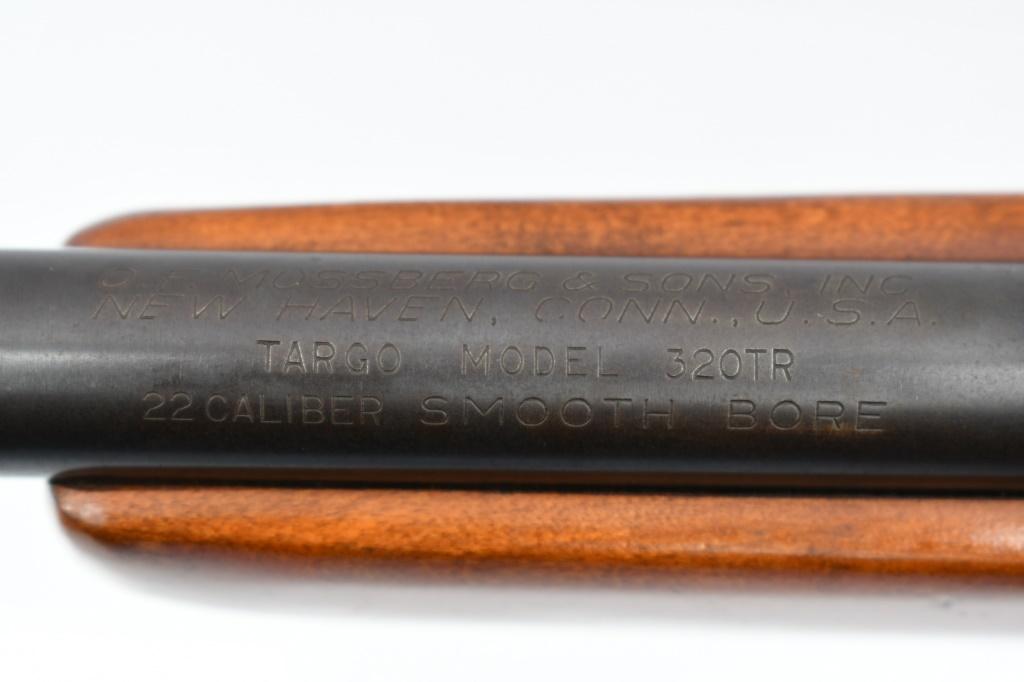 O.F. MOSSBERG & SONS, INC.
NEW HAVEN, CONN., U.S.A.
TARGO MODEL 320TR
22 CALIBER SMOOTH BORE